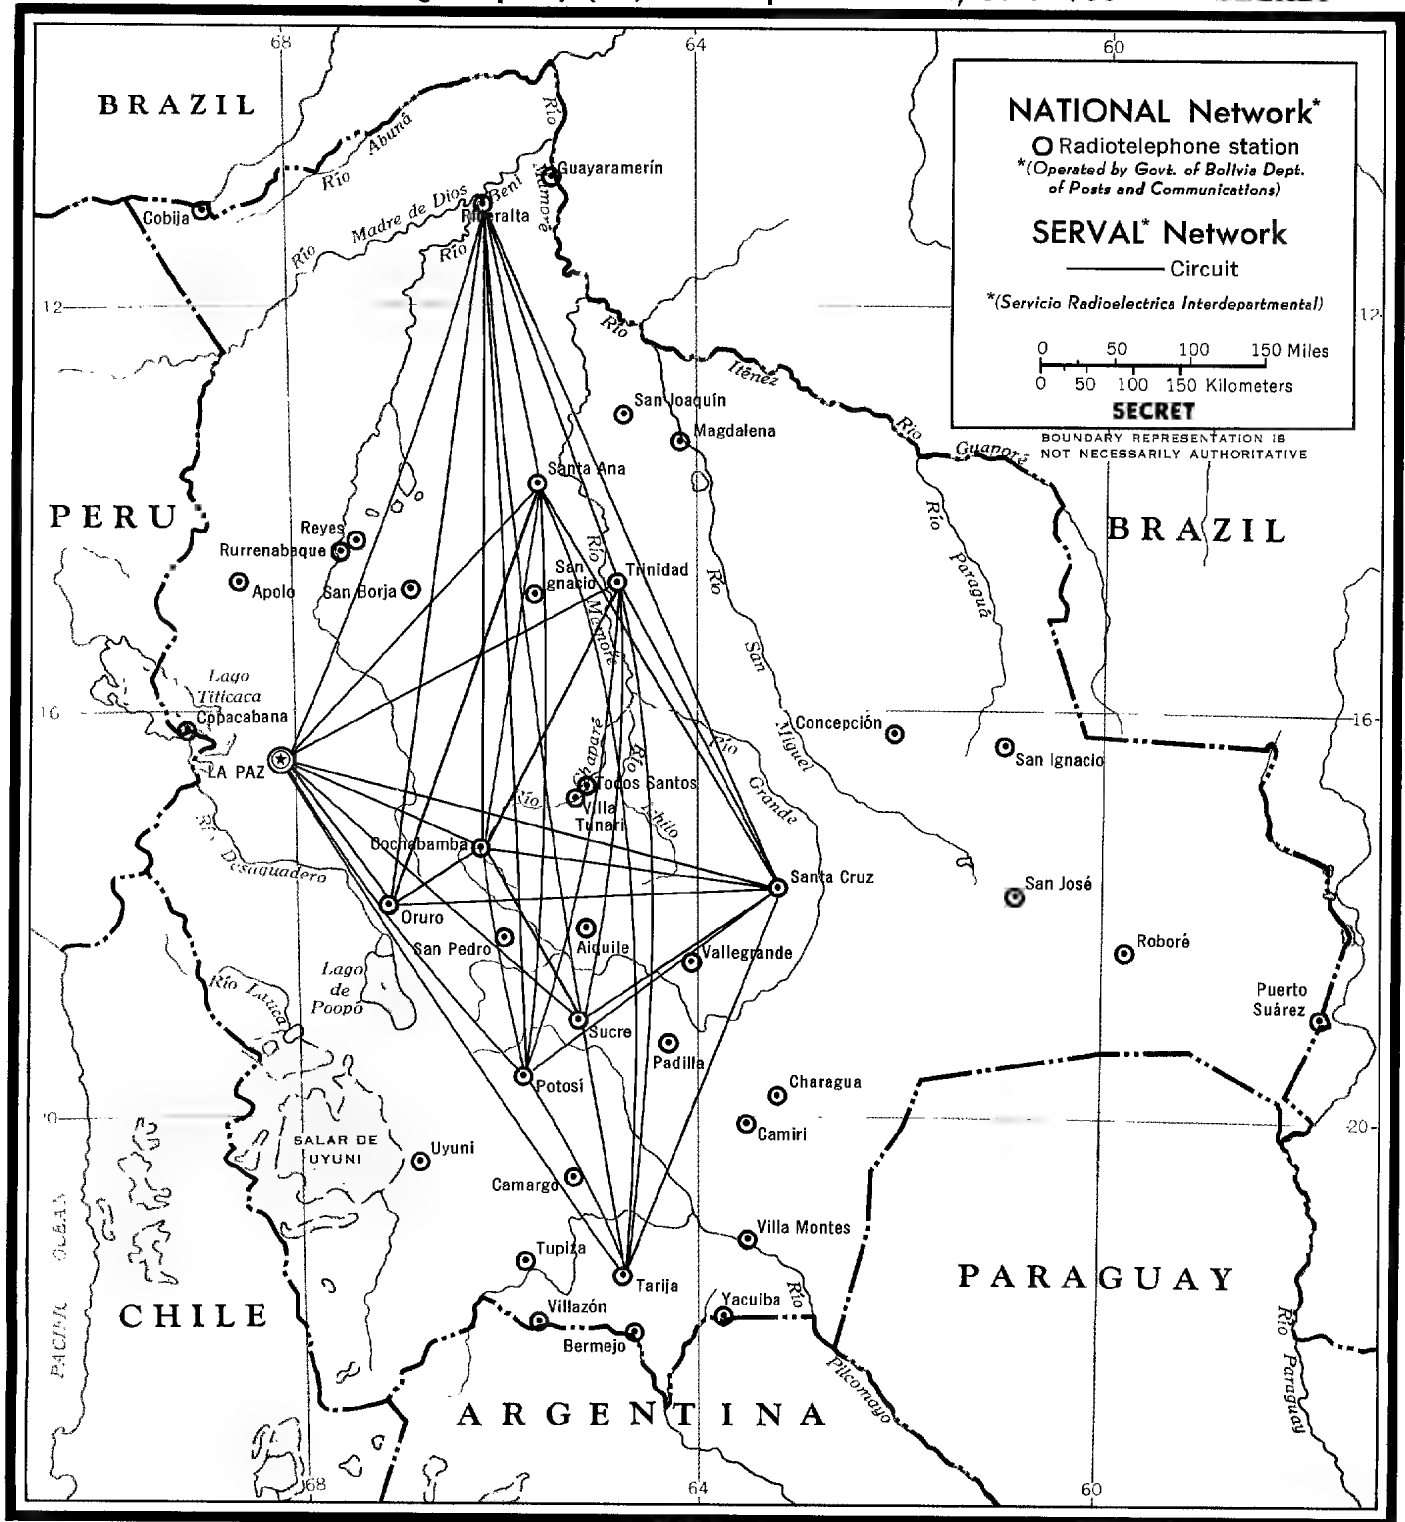 68
64
60
BRAZIL
NATIONAL Network*
Radiotelephone station
*(Operated by Govt. of Bolivia Dept.
of Posts and Communications)
SERVAL* Network
Circuit
*(Servicio Radioelectrica Interdepartmental)
0 50 100 150 Miles
0 50 100 150 Kilometers
SECRET
BOUNDARY REPRESENTATION IS
NOT NECESSARILY AUTHORITATIVE
Río
Abuná
Río
Guayaramerín
Mamoré
Beni
Madre de Dios
Riberalta
Cobija
Río
Río
12
12
Río
Iténez
San Joaquín
Magdalena
Río
Guaporé
Santa Ana
PERU
BRAZIL
Reyes
Rurrenabaque
Río
San
Ignacio
Trinidad
Apolo
San Borja
Mamoré
Río
Río
Paraguá
San
Lago
Titicaca
Copacabana
16
16
Concepción
Miguel
San Ignacio
Río
Chapare
Río
LA PAZ
Todos Santos
Grande
Río
Villa
Tunari
Ichilo
Río
Desaguadero
Cochabamba
Santa Cruz
San José
Oruro
San Pedro
Aiquile
Vallegrande
Roboré
Lago
de
Poopó
Río Lauca
Puerto
Suárez
Sucre
Padilla
Potosí
Charagua
20
Camiri
SALAR DE
UYUNI
Uyuni
Camargo
Villa Montes
PACIFIC OCEAN
Tupiza
Tarija
PARAGUAY
CHILE
Villazón
Yacuiba
Río
Bermejo
Pilcomayo
Río Paraguay
ARGENTINA
68
64
60